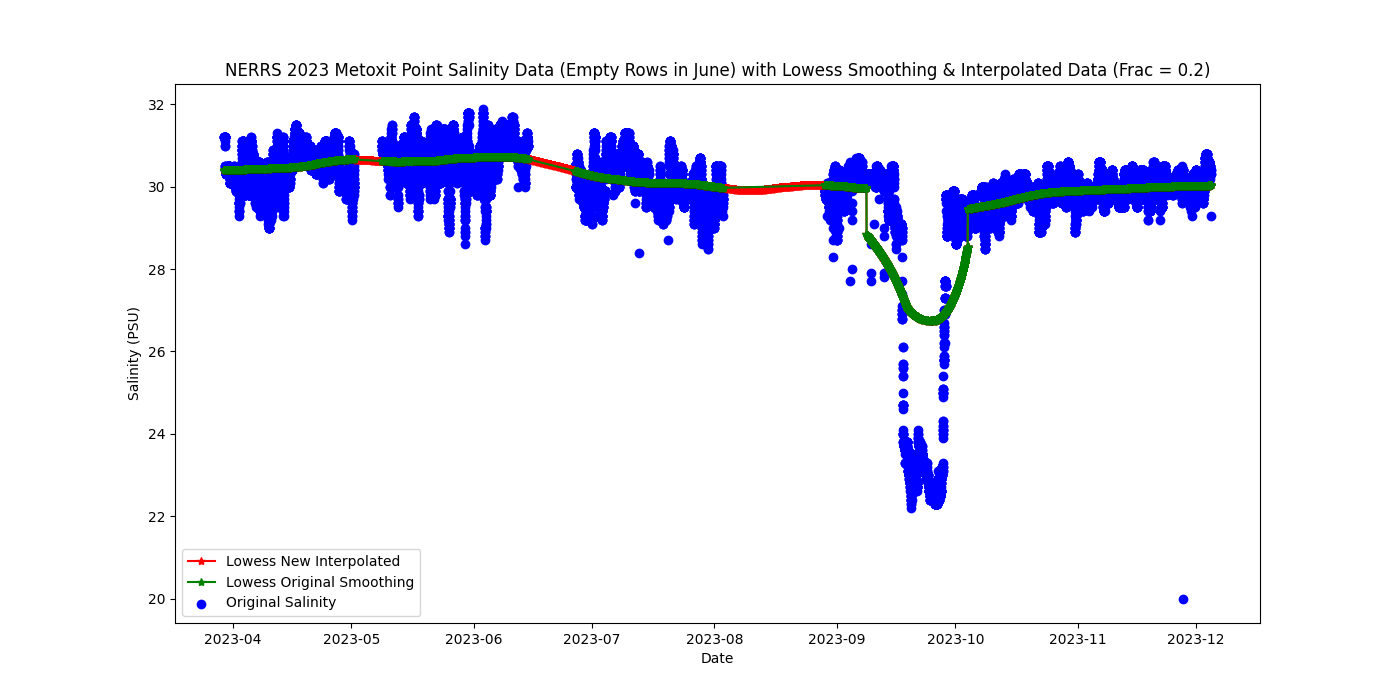 NERRS 2023 Metoxit Point Salinity Data (Empty Rows in June) with Lowess Smoothing & Interpolated Data (Frac = 0.2)
Salinity (PSU)
32
30
28
26
24
22
20
Lowess New Interpolated
Lowess Original Smoothing
Original Salinity
2023-04 2023-05 2023-06 2023-07 2023-08 2023-09 2023-10 2023-11 2023-12
Date